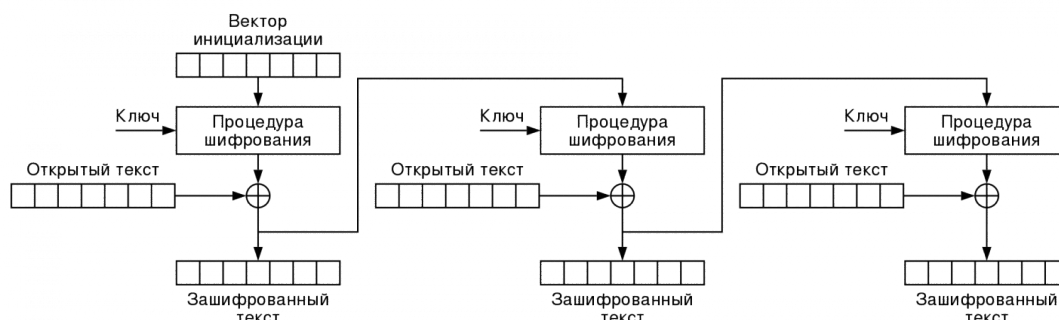 Вектор
инициализации
Ключ
Процедура
шифрования
Ключ
Процедура
шифрования
Ключ
Процедура
шифрования
Открытый текст
Открытый текст
Открытый текст
Зашифрованный
текст
Зашифрованный
текст
Зашифрованный
текст